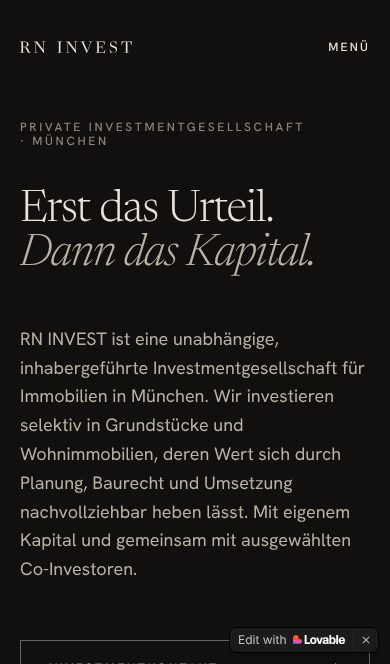 RN INVEST
MENÜ
PRIVATE INVESTMENTGESELLSCHAFT
· MÜNCHEN
Erst das Urteil.
Dann das Kapital.
RN INVEST ist eine unabhängige,
inhabergeführte Investmentgesellschaft für
Immobilien in München. Wir investieren
selektiv in Grundstücke und
Wohnimmobilien, deren Wert sich durch
Planung, Baurecht und Umsetzung
nachvollziehbar heben lässt. Mit eigenem
Kapital und gemeinsam mit ausgewählten
Co-Investoren.
Edit with Lovable ×